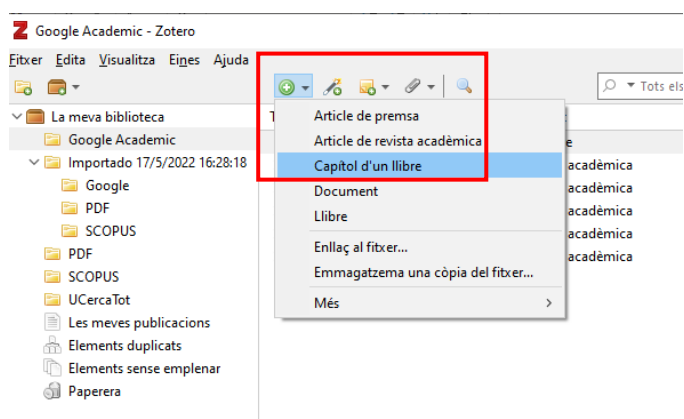 Google Academic - Zotero
Fitxer Edita Visualitza Eines Ajuda
Tots els
La meva biblioteca
Google Academic
Importado 17/5/2022 16:28:18
Google
PDF
SCOPUS
PDF
SCOPUS
UCercaTot
Les meves publicacions
Elements duplicats
Elements sense emplenar
Paperera
T
Article de premsa
Article de revista acadèmica
Capítol d'un llibre
Document
Llibre
Enllaç al fitxer...
Emmagatzema una còpia del fitxer...
Més
e
acadèmica
acadèmica
acadèmica
acadèmica
acadèmica